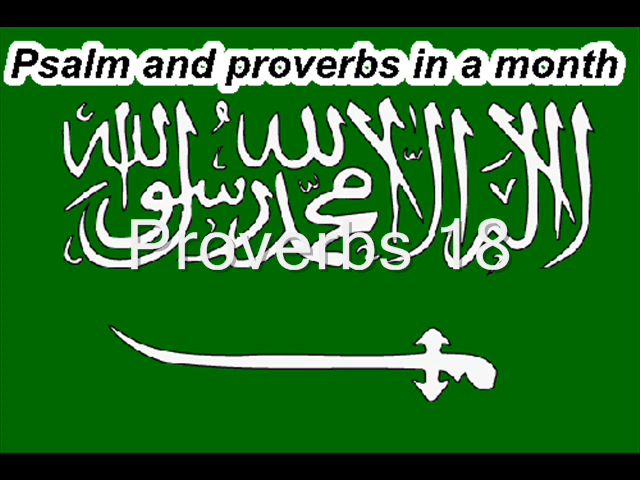 Psalm and proverbs in a month
لا إله إلا الله محمد رسول الله
Proverbs 18